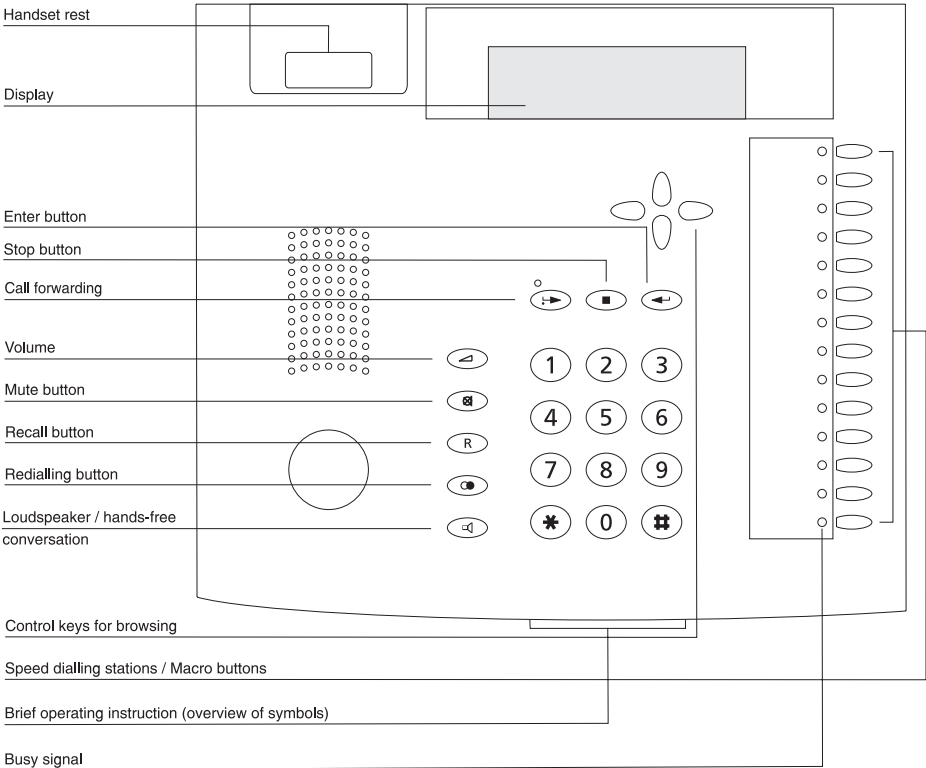 Handset rest
Display
Enter button
Stop button
Call forwarding
Volume
Mute button
Recall button
Redialling button
Loudspeaker / hands-free
conversation
1 2 3
4 5 6
R
7 8 9
* 0 #
Control keys for browsing
Speed dialling stations / Macro buttons
Brief operating instruction (overview of symbols)
Busy signal